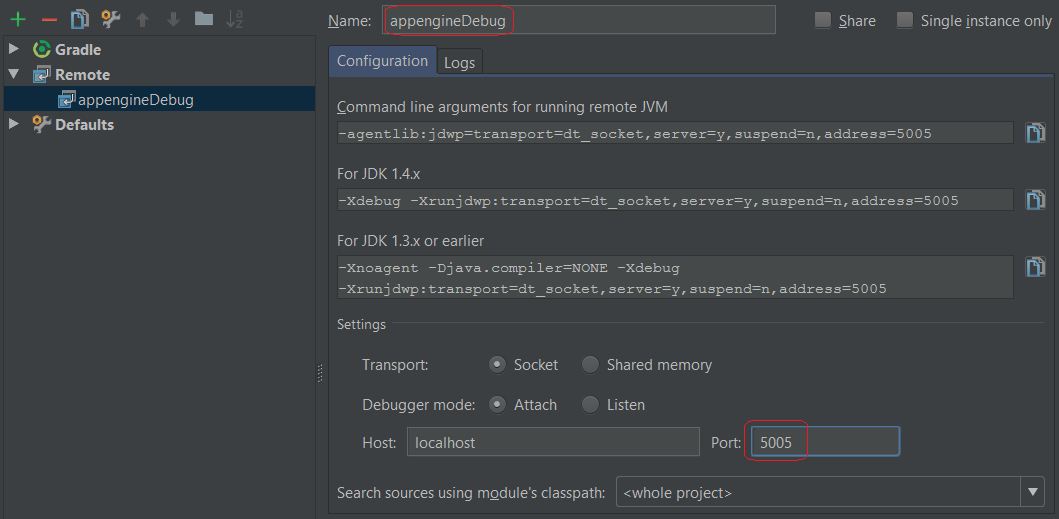 Name: appengineDebug Share Single instance only
Gradle
Remote
appengineDebug
Defaults
Configuration Logs
Command line arguments for running remote JVM
-agentlib:jdwp=transport=dt_socket,server=y,suspend=n,address=5005
For JDK 1.4.x
-Xdebug -Xrunjdwp:transport=dt_socket,server=y,suspend=n,address=5005
For JDK 1.3.x or earlier
-Xnoagent -Djava.compiler=NONE -Xdebug
-Xrunjdwp:transport=dt_socket,server=y,suspend=n,address=5005
Settings
Transport: Socket Shared memory
Debugger mode: Attach Listen
Host: localhost Port: 5005
Search sources using module's classpath: <whole project>